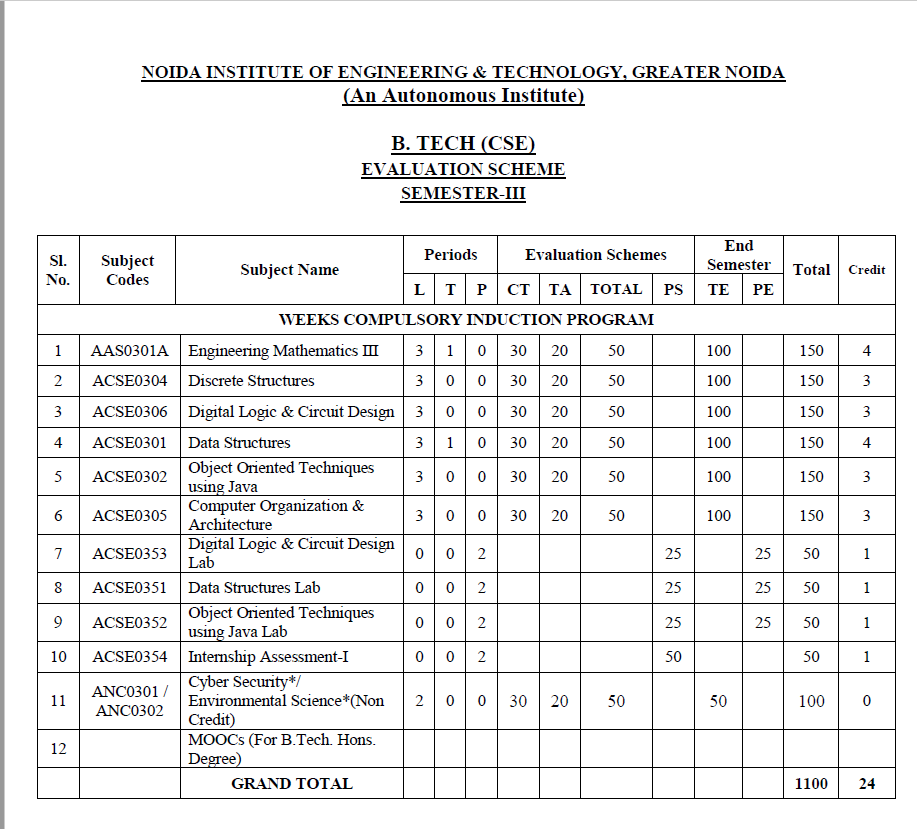 NOIDA INSTITUTE OF ENGINEERING & TECHNOLOGY, GREATER NOIDA
(An Autonomous Institute)
B. TECH (CSE)
EVALUATION SCHEME
SEMESTER-III
Sl. No. Subject Codes Subject Name Periods Evaluation Schemes End Semester Total Credit
L T P CT TA TOTAL PS TE PE
WEEKS COMPULSORY INDUCTION PROGRAM
1 AAS0301A Engineering Mathematics III 3 1 0 30 20 50 100 150 4
2 ACSE0304 Discrete Structures 3 0 0 30 20 50 100 150 3
3 ACSE0306 Digital Logic & Circuit Design 3 0 0 30 20 50 100 150 3
4 ACSE0301 Data Structures 3 1 0 30 20 50 100 150 4
5 ACSE0302 Object Oriented Techniques using Java 3 0 0 30 20 50 100 150 3
6 ACSE0305 Computer Organization & Architecture 3 0 0 30 20 50 100 150 3
7 ACSE0353 Digital Logic & Circuit Design Lab 0 0 2 25 25 50 1
8 ACSE0351 Data Structures Lab 0 0 2 25 25 50 1
9 ACSE0352 Object Oriented Techniques using Java Lab 0 0 2 25 25 50 1
10 ACSE0354 Internship Assessment-I 0 0 2 50 50 1
11 ANC0301 / ANC0302 Cyber Security*/ Environmental Science*(Non Credit) 2 0 0 30 20 50 50 100 0
12 MOOCs (For B.Tech. Hons. Degree)
GRAND TOTAL 1100 24